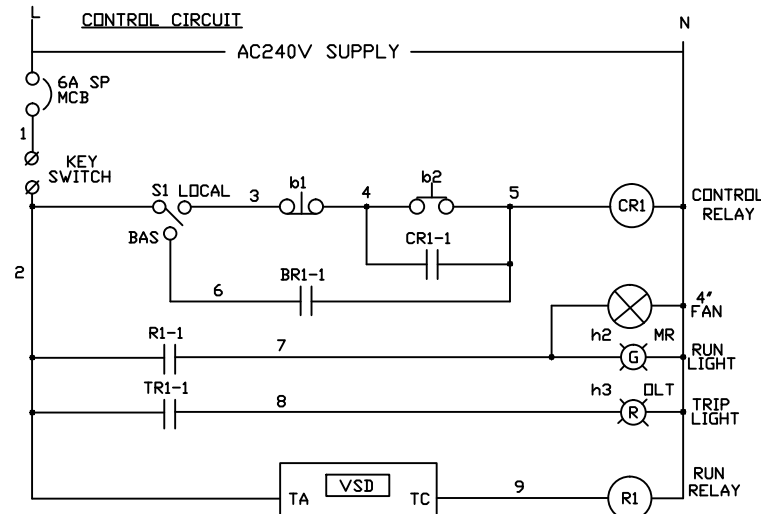 L
CONTROL CIRCUIT
N
AC240V SUPPLY
6A SP
MCB
1
KEY
SWITCH
S1 LOCAL
3
b1
4
b2
5
CR1
CONTROL
RELAY
BAS
CR1-1
2
6
BR1-1
4"
FAN
R1-1
7
h2
MR
G
RUN
LIGHT
TR1-1
8
h3
OLT
R
TRIP
LIGHT
TA
VSD
TC
9
R1
RUN
RELAY